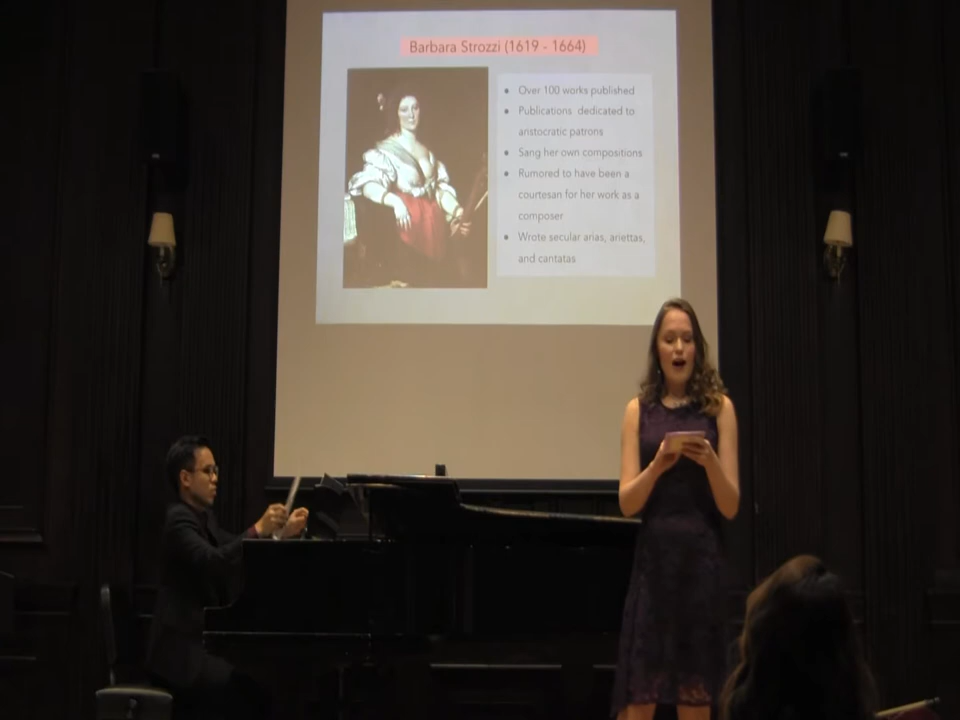 Barbara Strozzi (1619 - 1664)
• Over 100 works published
• Publications dedicated to
aristocratic patrons
• Sang her own compositions
• Rumored to have been a
courtesan for her work as a
composer
• Wrote secular arias, ariettas,
and cantatas